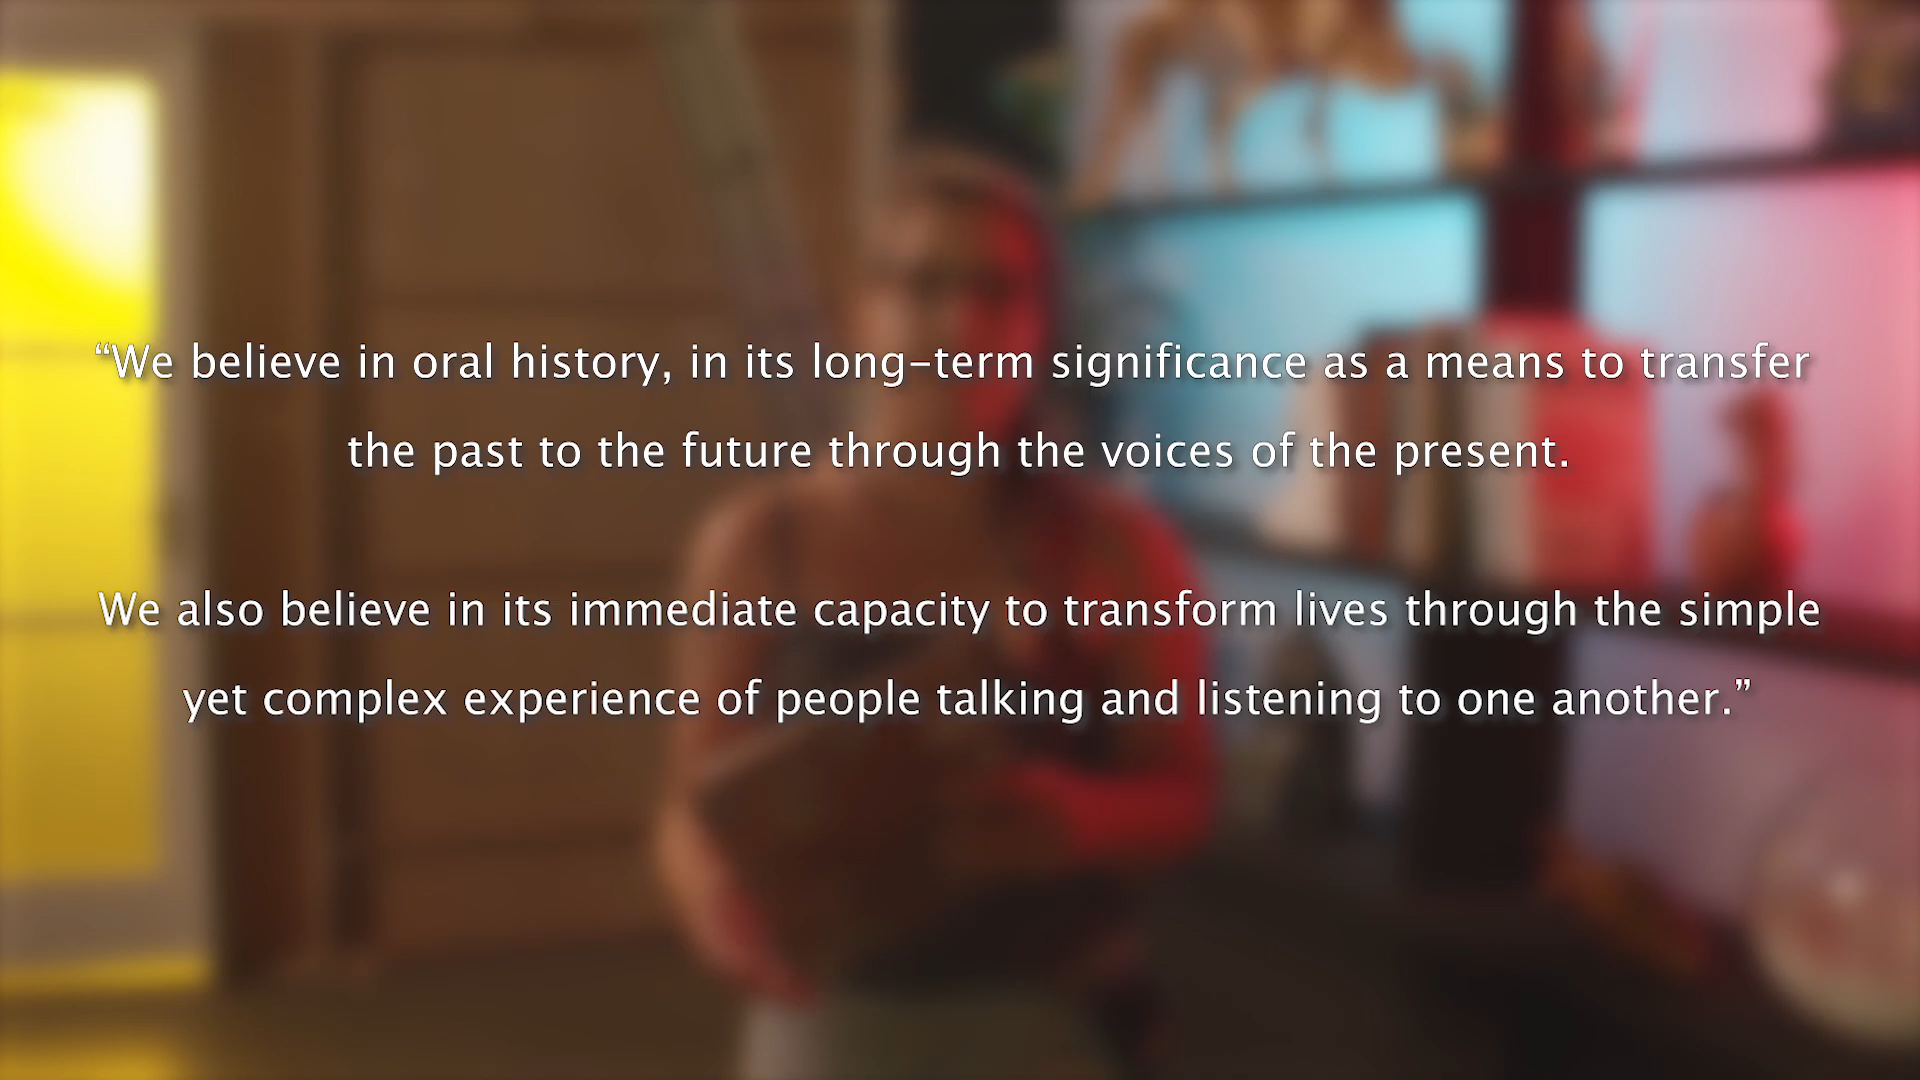 “We believe in oral history, in its long-term significance as a means to transfer
the past to the future through the voices of the present.
We also believe in its immediate capacity to transform lives through the simple
yet complex experience of people talking and listening to one another.”